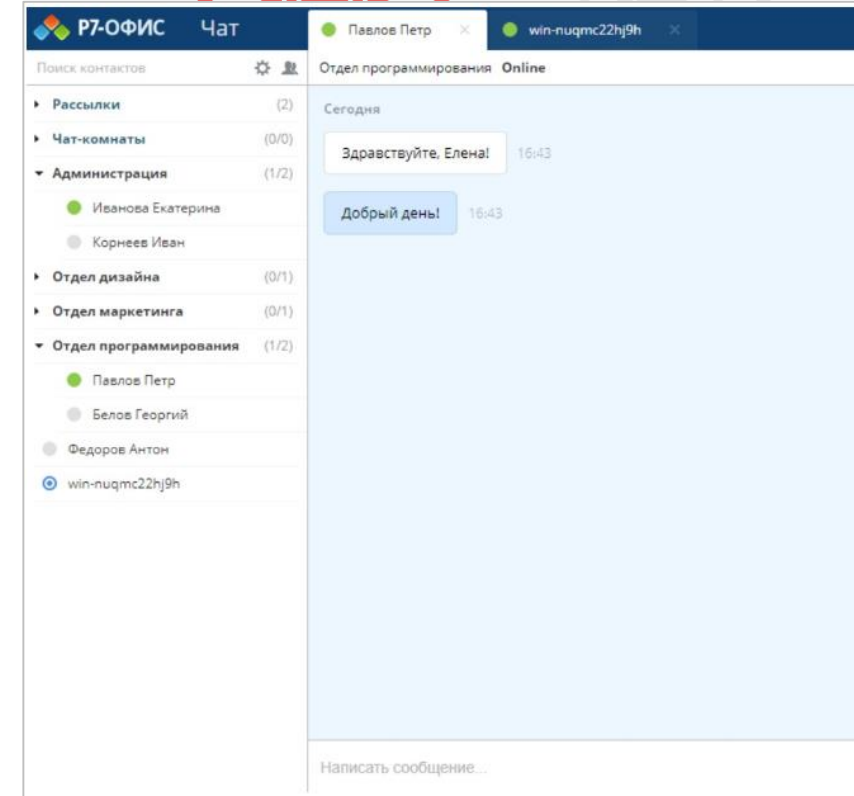 Р7-ОФИС Чат
Павлов Петр
win-nuqmc22hj9h
Поиск контактов
Отдел программирования Online
Рассылки (2)
Чат-комнаты (0/0)
Администрация (1/2)
Иванова Екатерина
Корнеев Иван
Отдел дизайна (0/1)
Отдел маркетинга (0/1)
Отдел программирования (1/2)
Павлов Петр
Белов Георгий
Федоров Антон
win-nuqmc22hj9h
Сегодня
Здравствуйте, Елена! 16:43
Добрый день! 16:43
Написать сообщение...